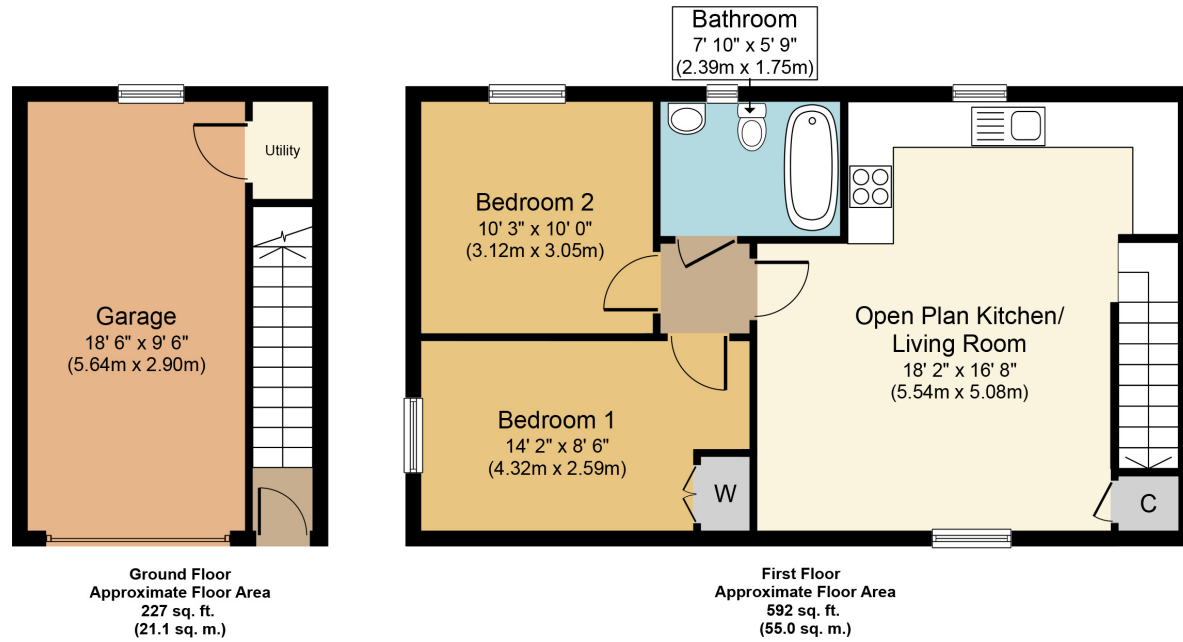 Bathroom
7' 10" x 5' 9"
(2.39m x 1.75m)
Utility
Bedroom 2
10' 3" x 10' 0"
(3.12m x 3.05m)
Garage
18' 6" x 9' 6"
(5.64m x 2.90m)
Open Plan Kitchen/
Living Room
18' 2" x 16' 8"
(5.54m x 5.08m)
Bedroom 1
14' 2" x 8' 6"
(4.32m x 2.59m)
W
C
Ground Floor
Approximate Floor Area
227 sq. ft.
(21.1 sq. m.)
First Floor
Approximate Floor Area
592 sq. ft.
(55.0 sq. m.)